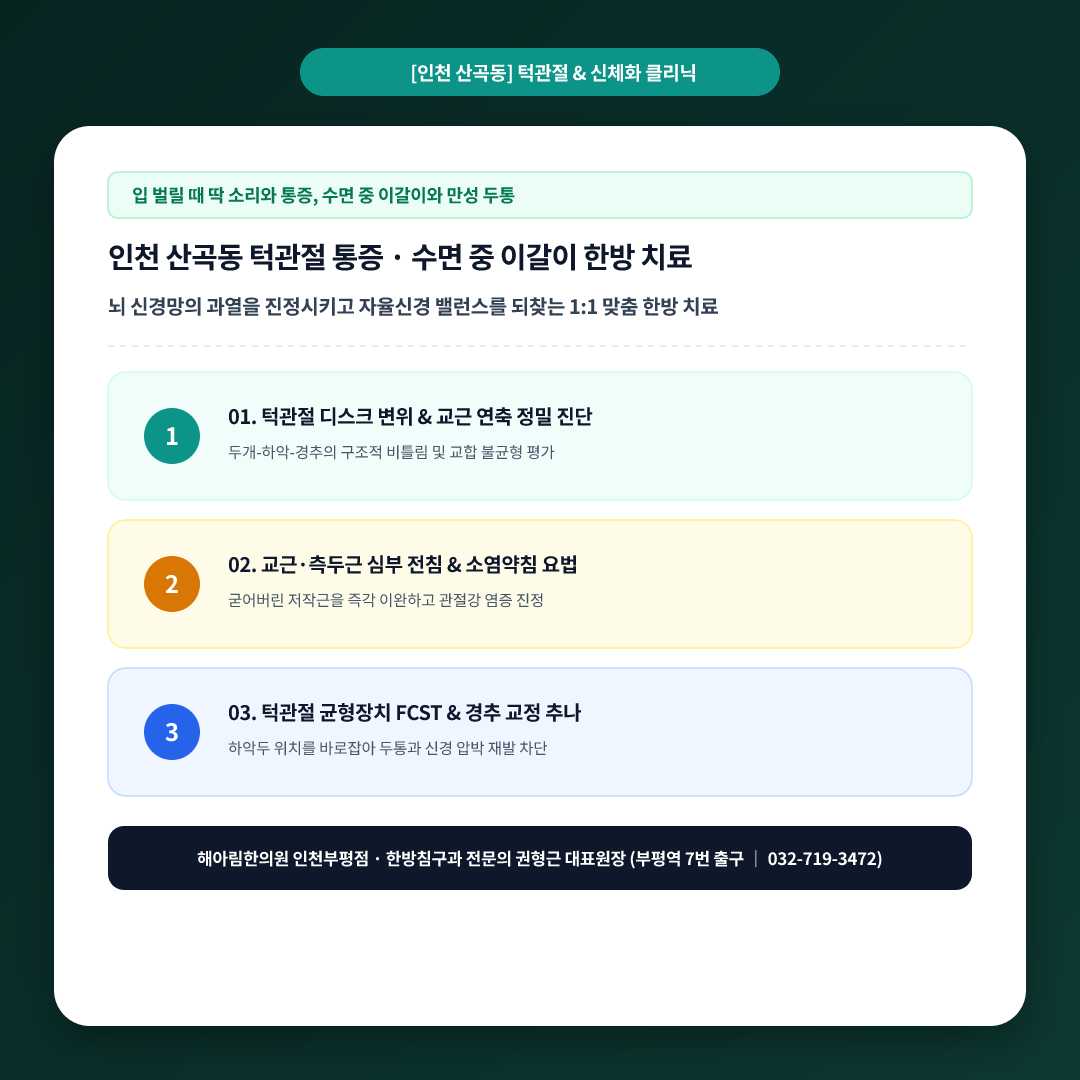 [인천 산곡동] 턱관절 & 신체화 클리닉
입 벌릴 때 딱 소리와 통증, 수면 중 이갈이와 만성 두통
인천 산곡동 턱관절 통증 · 수면 중 이갈이 한방 치료
뇌 신경망의 과열을 진정시키고 자율신경 밸런스를 되찾는 1:1 맞춤 한방 치료
1
01. 턱관절 디스크 변위 & 교근 연축 정밀 진단
두개-하악-경추의 구조적 비틀림 및 교합 불균형 평가
2
02. 교근·측두근 심부 전침 & 소염약침 요법
굳어버린 저작근을 즉각 이완하고 관절강 염증 진정
3
03. 턱관절 균형장치 FCST & 경추 교정 추나
하악두 위치를 바로잡아 두통과 신경 압박 재발 차단
해아림한의원 인천부평점 · 한방침구과 전문의 권형근 대표원장 (부평역 7번 출구 | 032-719-3472)